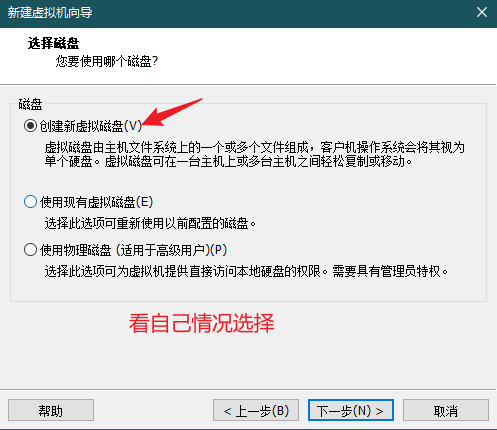 新建虚拟机向导
选择磁盘
您要使用哪个磁盘?
磁盘
创建新虚拟磁盘(V)
虚拟磁盘由主机文件系统上的一个或多个文件组成，客户机操作系统会将其视为
单个硬盘。虚拟磁盘可在一台主机上或多台主机之间轻松复制或移动。
使用现有虚拟磁盘(E)
选择此选项可重新使用以前配置的磁盘。
使用物理磁盘 (适用于高级用户)(P)
选择此选项可为虚拟机提供直接访问本地硬盘的权限。需要具有管理员特权。
看自己情况选择
帮助
< 上一步(B)
下一步(N) >
取消